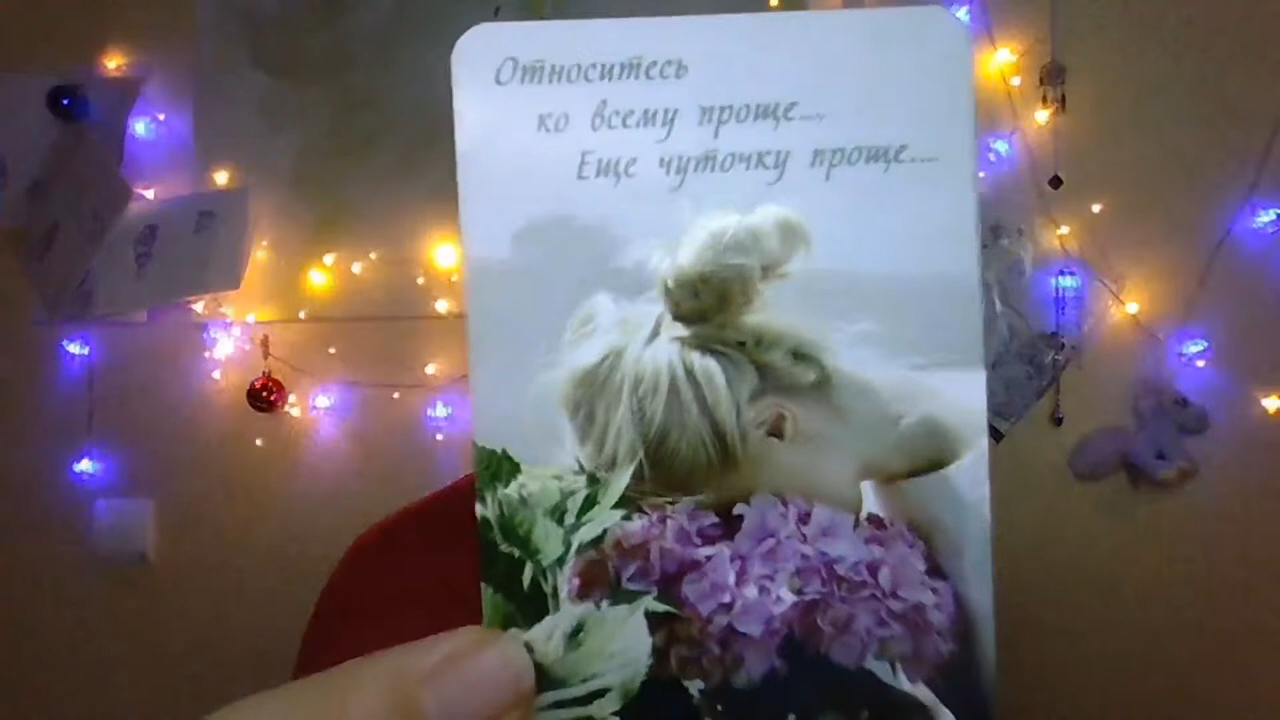 Относитесь
ко всему проще....
Еще чуточку проще....